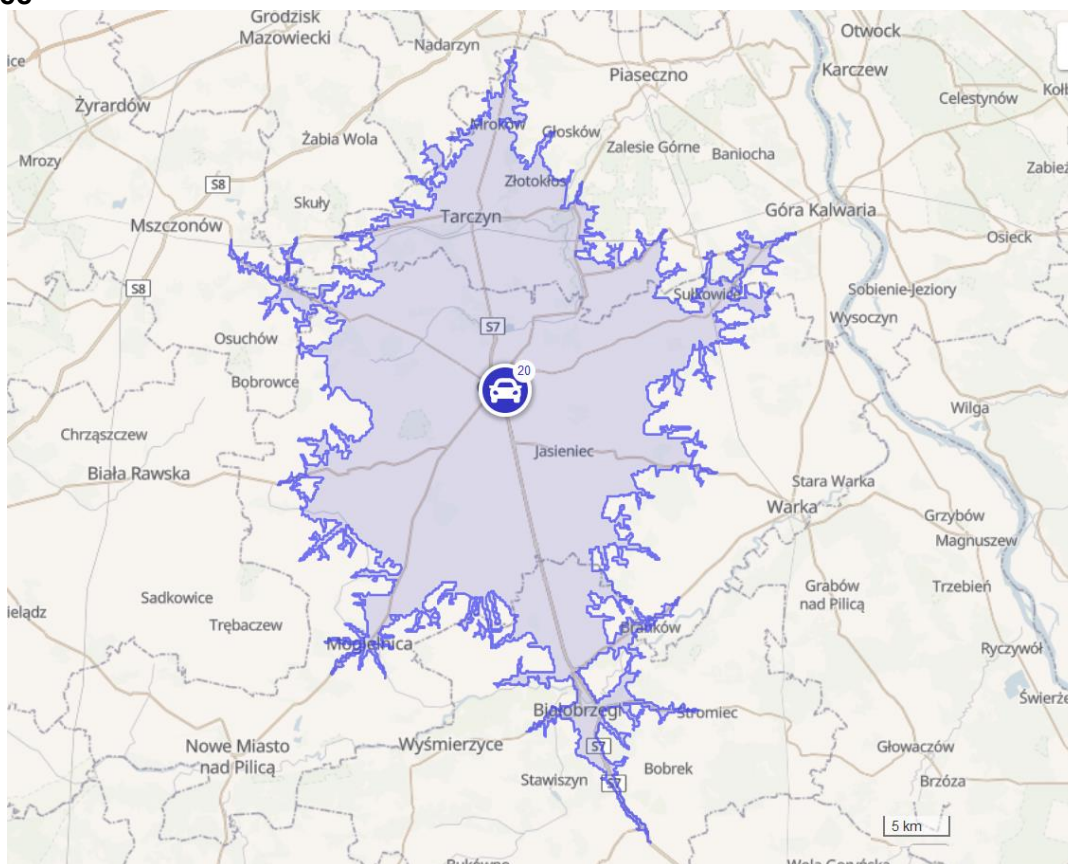 Grodzisk
Mazowiecki
Nadarzyn
Otwock
Karczew
Piaseczno
Celestynów
Żyrardów
Mroków
Głosków
Żabia Wola
Zalesie Górne
Baniocha
Mrozy
S8
Złotokłos
Skuły
Tarczyn
Góra Kalwaria
Mszczonów
Osieck
S8
Sułkowice
Sobienie-Jeziory
Wysoczyn
S7
Osuchów
20
Bobrowce
Wilga
Chrząszczew
Jasieniec
Biała Rawska
Stara Warka
Warka
Grzybów
Magnuszew
Sadkowice
Grabów
nad Pilicą
Trzebień
Trębaczew
Branków
Mogielnica
Ryczywół
Białobrzegi
Stromiec
Nowe Miasto
nad Pilicą
Wyśmierzyce
S7
Głowaczów
Stawiszyn
S7
Bobrek
Brzóza
5 km